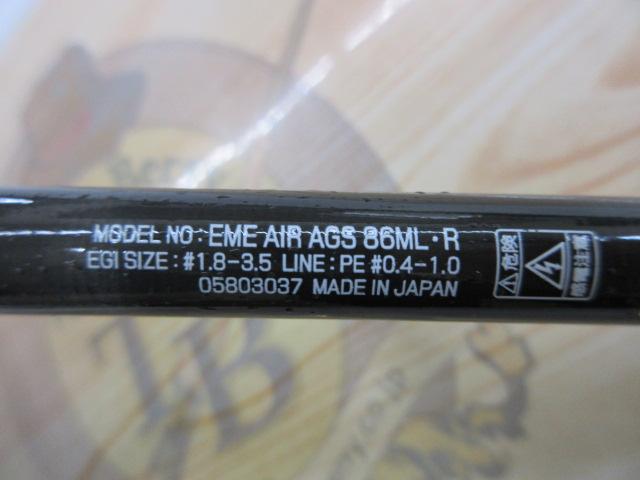 MODEL NO : EME AIR AGS 86ML・R
EGI SIZE : #1.8-3.5 LINE : PE #0.4-1.0
05803037 MADE IN JAPAN
危険
感電注意